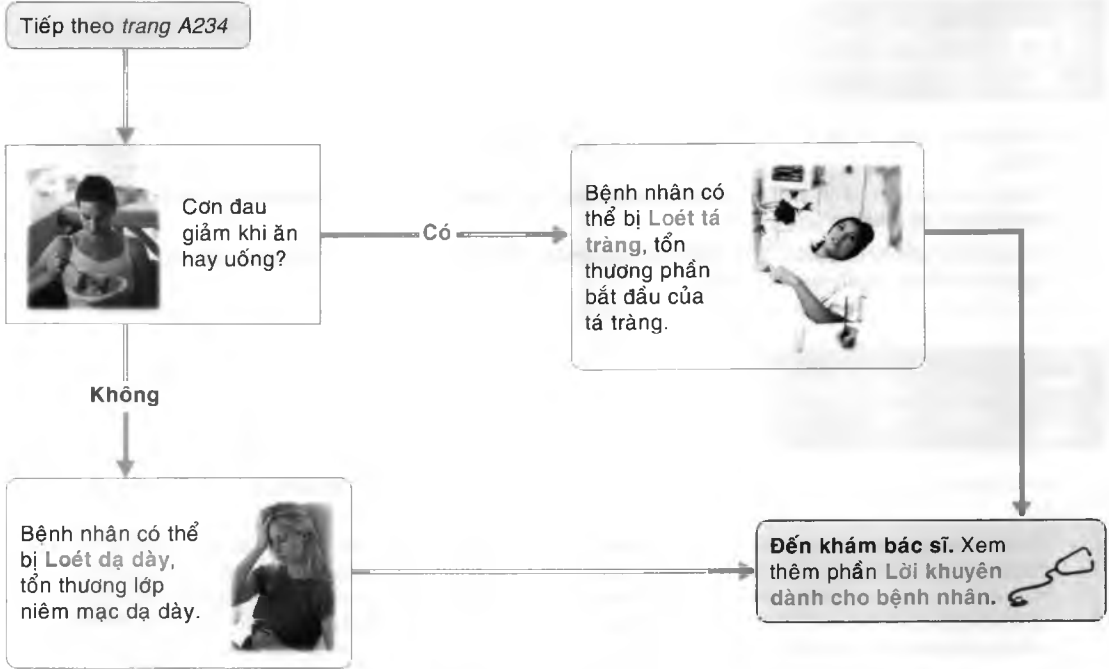 Tiếp theo trang A234
Cơn đau
giảm khi ăn
hay uống?
Có
Bệnh nhân có
thể bị Loét tá
tràng, tổn
thương phần
bắt đầu của
tá tràng.
Không
Bệnh nhân có thể
bị Loét dạ dày,
tổn thương lớp
niêm mạc dạ dày.
Đến khám bác sĩ. Xem
thêm phần Lời khuyên
dành cho bệnh nhân.